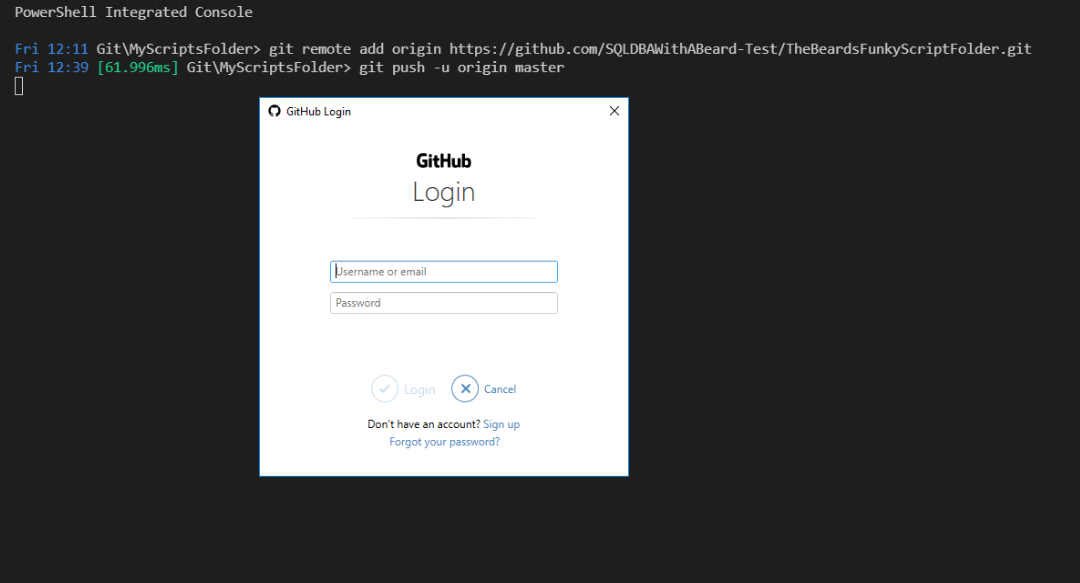 PowerShell Integrated Console
Fri 12:11 Git\MyScriptsFolder> git remote add origin https://github.com/SQLDBAWithABeard-Test/TheBeardsFunkyScriptFolder.git
Fri 12:39 [61.996ms] Git\MyScriptsFolder> git push -u origin master
GitHub Login
GitHub
Login
Username or email
Password
Login Cancel
Don't have an account? Sign up
Forgot your password?